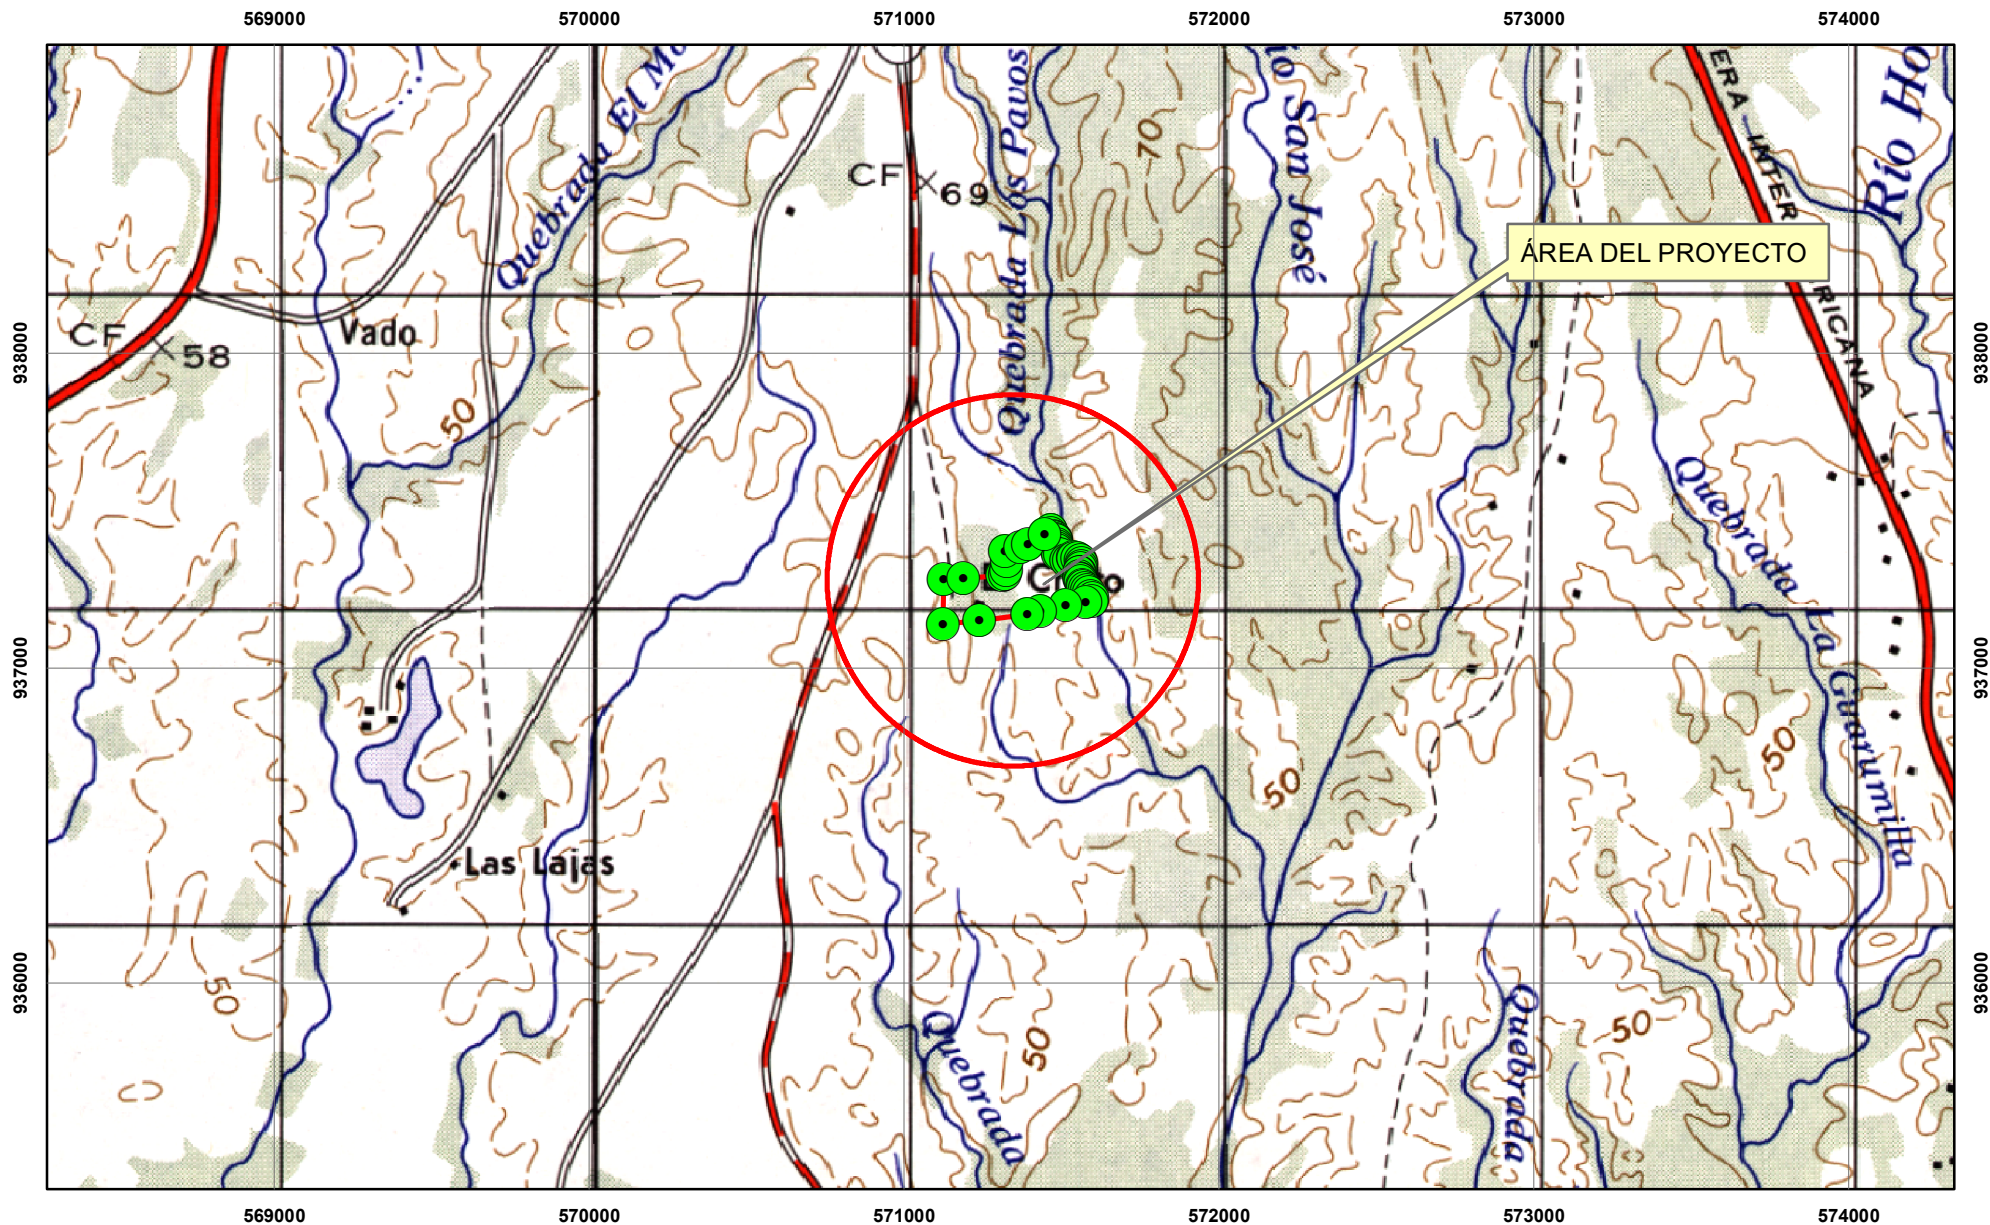 569000 570000 571000 572000 573000 574000
Quebrada El Mo
Quebrada Los Pavos
70
ío San José
ERA - INTER
RICANA
Río Ho
CF 69
ÁREA DEL PROYECTO
938000
938000
CF 58
Vado
50
Quebrada La Guarumilla
937000
937000
50
50
Las Lajas
50
936000
936000
Quebrada
50
Quebrada
50
569000 570000 571000 572000 573000 574000